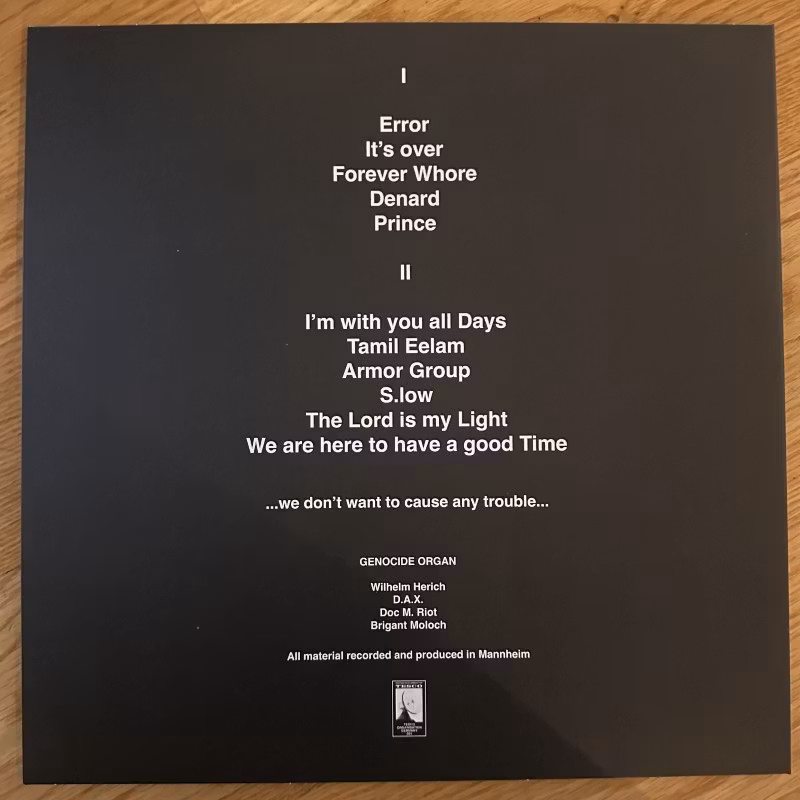 I
Error
It's over
Forever Whore
Denard
Prince
II
I'm with you all Days
Tamil Eelam
Armor Group
S.low
The Lord is my Light
We are here to have a good Time
...we don't want to cause any trouble...
GENOCIDE ORGAN
Wilhelm Herich
D.A.X.
Doc M. Riot
Brigant Moloch
All material recorded and produced in Mannheim
TESCO